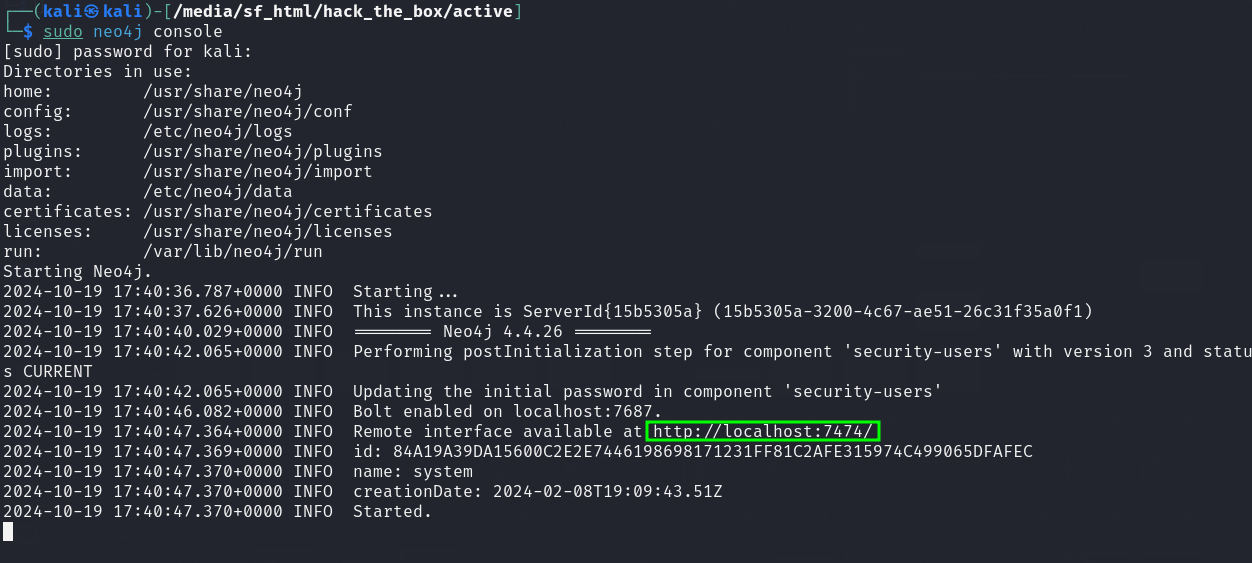 ┌──(kali㉿kali)-[/media/sf_html/hack_the_box/active]
└─$ sudo neo4j console
[sudo] password for kali:
Directories in use:
home:         /usr/share/neo4j
config:       /usr/share/neo4j/conf
logs:         /etc/neo4j/logs
plugins:      /usr/share/neo4j/plugins
import:       /usr/share/neo4j/import
data:         /etc/neo4j/data
certificates: /usr/share/neo4j/certificates
licenses:     /usr/share/neo4j/licenses
run:          /var/lib/neo4j/run
Starting Neo4j.
2024-10-19 17:40:36.787+0000 INFO  Starting...
2024-10-19 17:40:37.626+0000 INFO  This instance is ServerId{15b5305a} (15b5305a-3200-4c67-ae51-26c31f35a0f1)
2024-10-19 17:40:40.029+0000 INFO  ======== Neo4j 4.4.26 ========
2024-10-19 17:40:42.065+0000 INFO  Performing postInitialization step for component 'security-users' with version 3 and statu
s CURRENT
2024-10-19 17:40:42.065+0000 INFO  Updating the initial password in component 'security-users'
2024-10-19 17:40:46.082+0000 INFO  Bolt enabled on localhost:7687.
2024-10-19 17:40:47.364+0000 INFO  Remote interface available at http://localhost:7474/
2024-10-19 17:40:47.369+0000 INFO  id: 84A19A39DA15600C2E2E7446198698171231FF81C2AFE315974C499065DFAFEC
2024-10-19 17:40:47.370+0000 INFO  name: system
2024-10-19 17:40:47.370+0000 INFO  creationDate: 2024-02-08T19:09:43.51Z
2024-10-19 17:40:47.370+0000 INFO  Started.